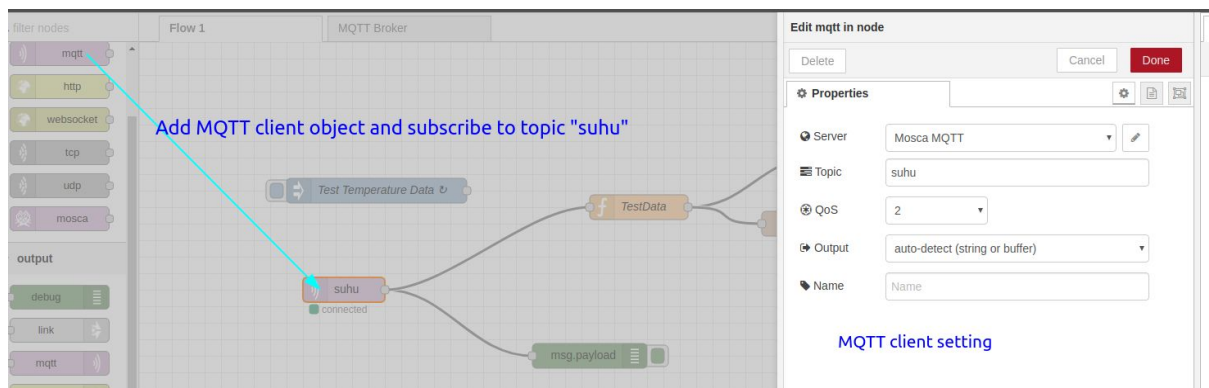 filter nodes
Flow 1
MQTT Broker
mqtt
http
websocket
tcp
udp
mosca
output
debug
link
mqtt
Add MQTT client object and subscribe to topic "suhu"
Test Temperature Data ↻
TestData
suhu
connected
msg.payload
Edit mqtt in node
Delete
Cancel
Done
Properties
Server
Mosca MQTT
Topic
suhu
QoS
2
Output
auto-detect (string or buffer)
Name
Name
MQTT client setting